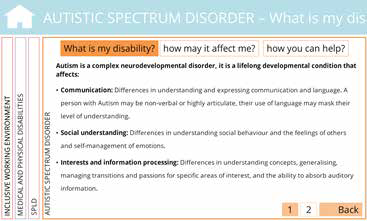 AUTISTIC SPECTRUM DISORDER – What is my dis
What is my disability?
how may it affect me?
how you can help?
Autism is a complex neurodevelopmental disorder, it is a lifelong developmental condition that
affects:
• Communication: Differences in understanding and expressing communication and language. A
person with Autism may be non-verbal or highly articulate, their use of language may mask their
level of understanding.
• Social understanding: Differences in understanding social behaviour and the feelings of others
and self-management of emotions.
• Interests and information processing: Differences in understanding concepts, generalising,
managing transitions and passions for specific areas of interest, and the ability to absorb auditory
information.
INCLUSIVE WORKING ENVIRONMENT
MEDICAL AND PHYSICAL DISABILITIES
SPLD
AUTISTIC SPECTRUM DISORDER
1
2
Back